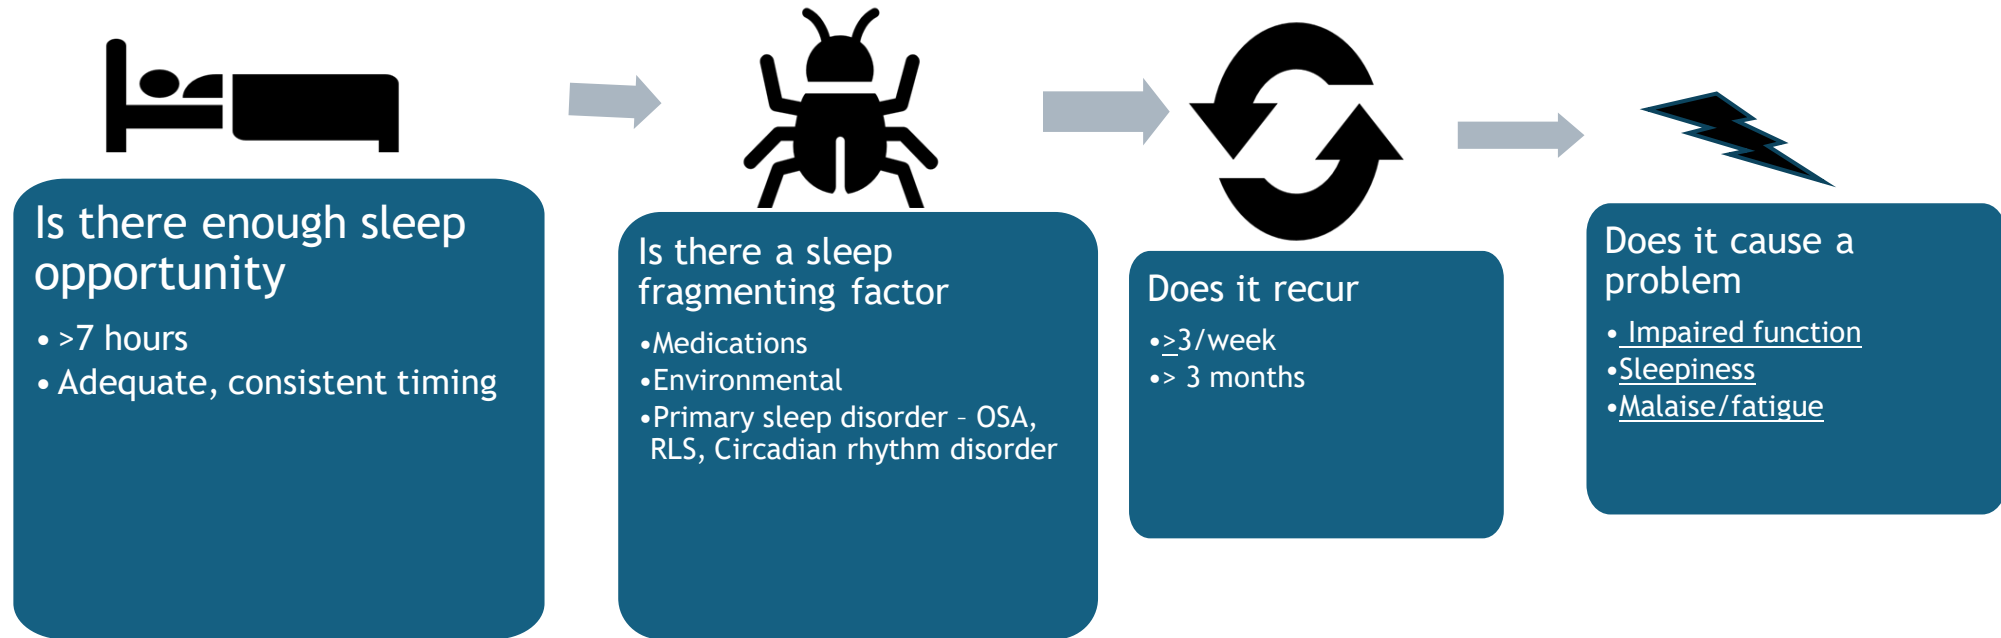 Is there enough sleep
opportunity
• >7 hours
• Adequate, consistent timing
Is there a sleep
fragmenting factor
•Medications
•Environmental
•Primary sleep disorder – OSA,
RLS, Circadian rhythm disorder
Does it recur
•>3/week
•> 3 months
Does it cause a
problem
• Impaired function
•Sleepiness
•Malaise/fatigue